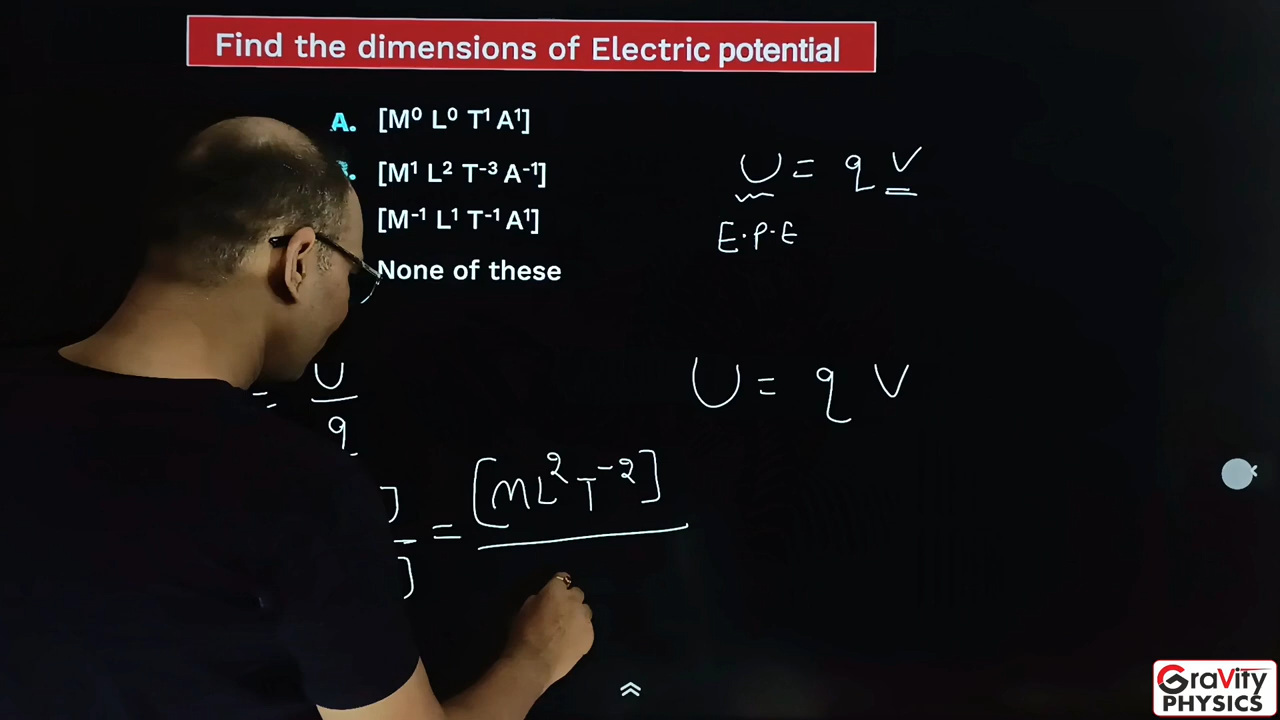 Find the dimensions of Electric potential
A. [M⁰ L⁰ T¹ A¹]
[M¹ L² T⁻³ A⁻¹]
[M⁻¹ L¹ T⁻¹ A¹]
None of these
U = q V
E.P.E
U = q V
= U / q
= [ML²T⁻²]
GraVity
PHYSICS